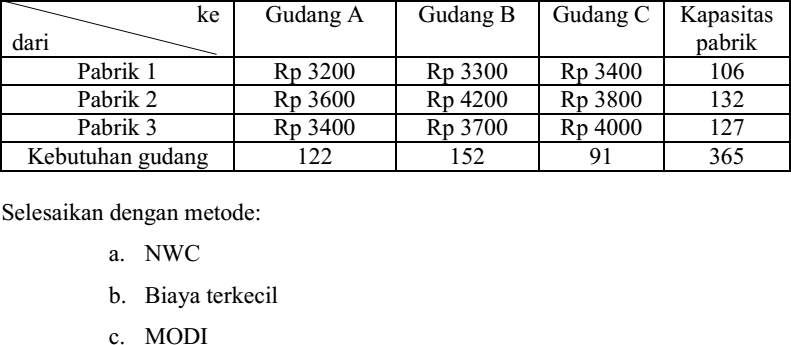 ke Gudang A Gudang B Gudang C Kapasitas
dari pabrik
Pabrik 1 Rp 3200 Rp 3300 Rp 3400 106
Pabrik 2 Rp 3600 Rp 4200 Rp 3800 132
Pabrik 3 Rp 3400 Rp 3700 Rp 4000 127
Kebutuhan gudang 122 152 91 365
Selesaikan dengan metode:
a. NWC
b. Biaya terkecil
c. MODI